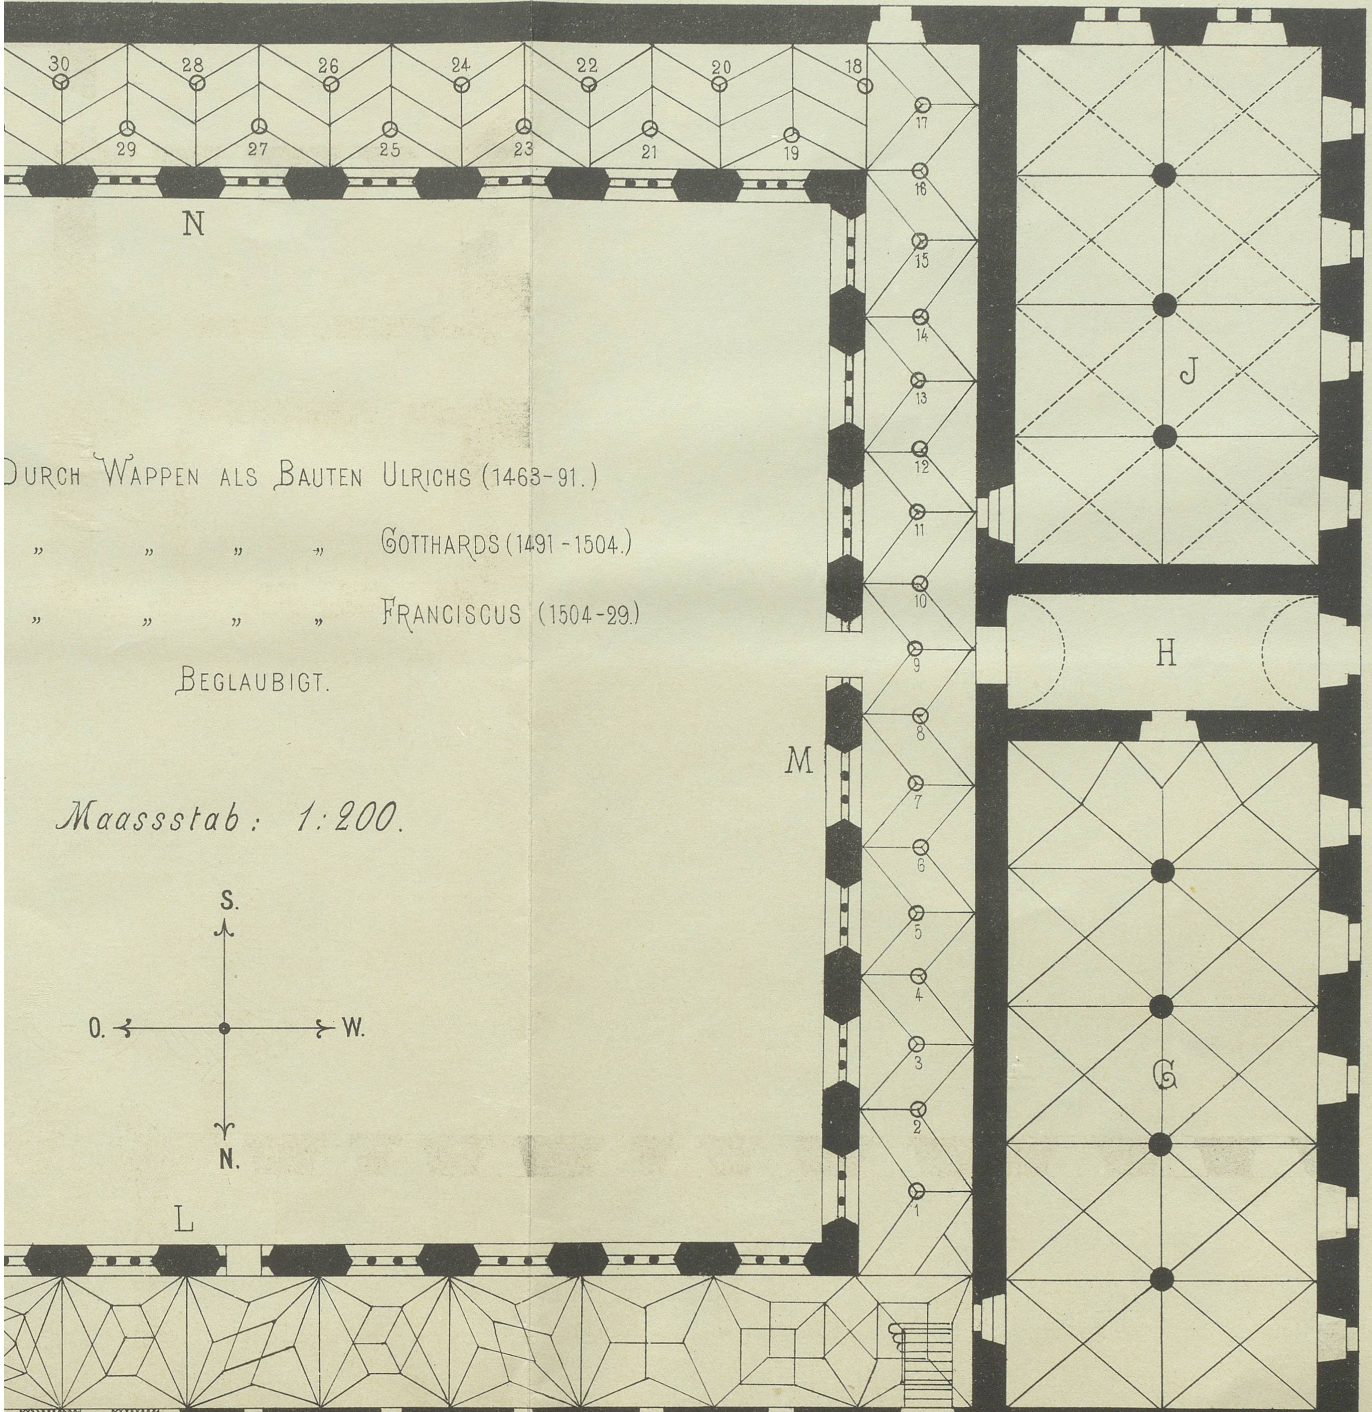 30 28 26 24 22 20 18
17
29 27 25 23 21 19
16
N
15
14
J
13
12
DURCH WAPPEN ALS BAUTEN ULRICHS (1463-91.)
11
„ „ „ „ GOTTHARDS (1491-1504.)
10
„ „ „ „ FRANCISCUS (1504-29.)
9
H
BEGLAUBIGT.
8
M
7
Maassstab: 1:200.
6
S.
5
4
O. W.
3
G
2
N.
1
L